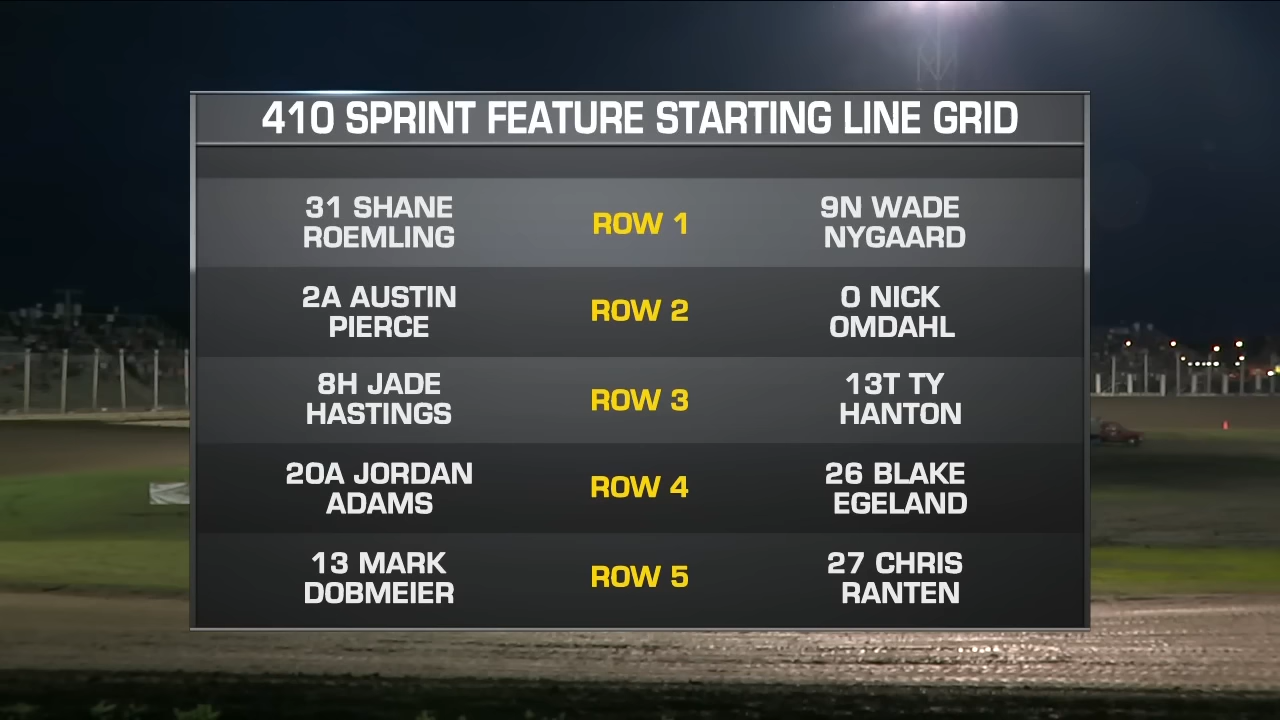 410 SPRINT FEATURE STARTING LINE GRID
31 SHANE
ROEMLING
ROW 1
9N WADE
NYGAARD
2A AUSTIN
PIERCE
ROW 2
0 NICK
OMDAHL
8H JADE
HASTINGS
ROW 3
13T TY
HANTON
20A JORDAN
ADAMS
ROW 4
26 BLAKE
EGELAND
13 MARK
DOBMEIER
ROW 5
27 CHRIS
RANTEN